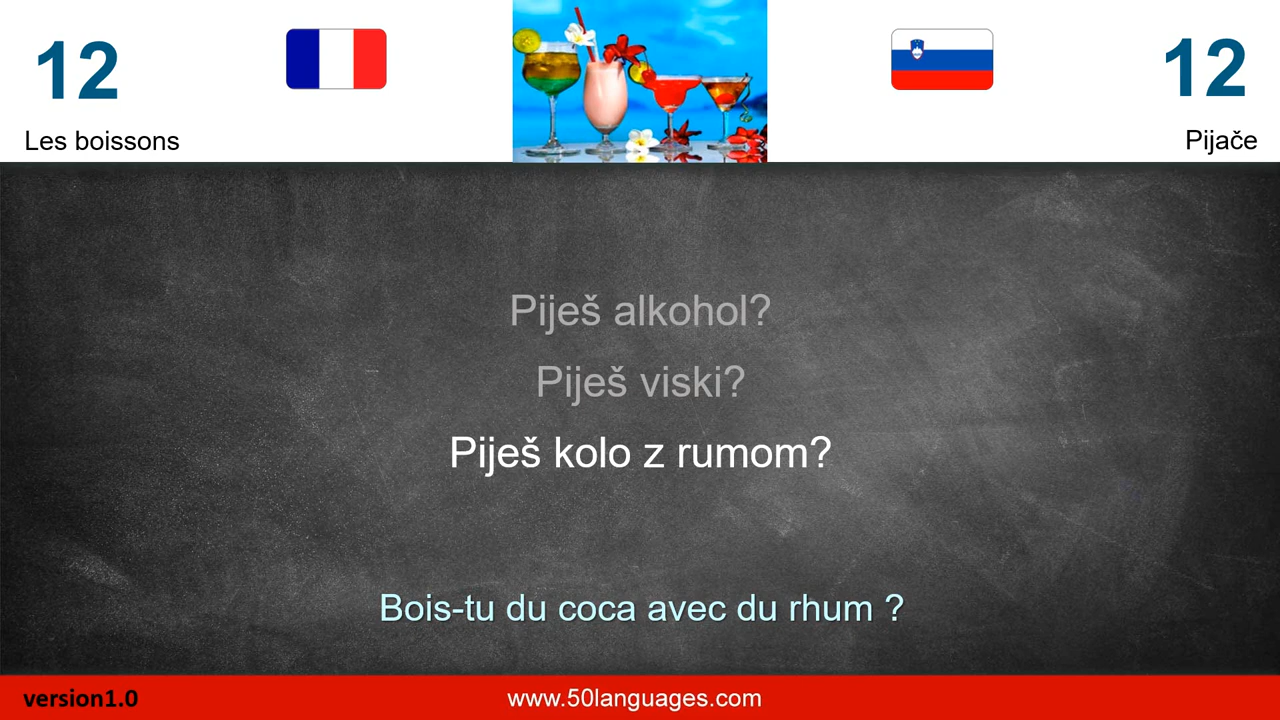 12
12
Les boissons
Pijače
Piješ alkohol?
Piješ viski?
Piješ kolo z rumom?
Bois-tu du coca avec du rhum ?
version1.0
www.50languages.com